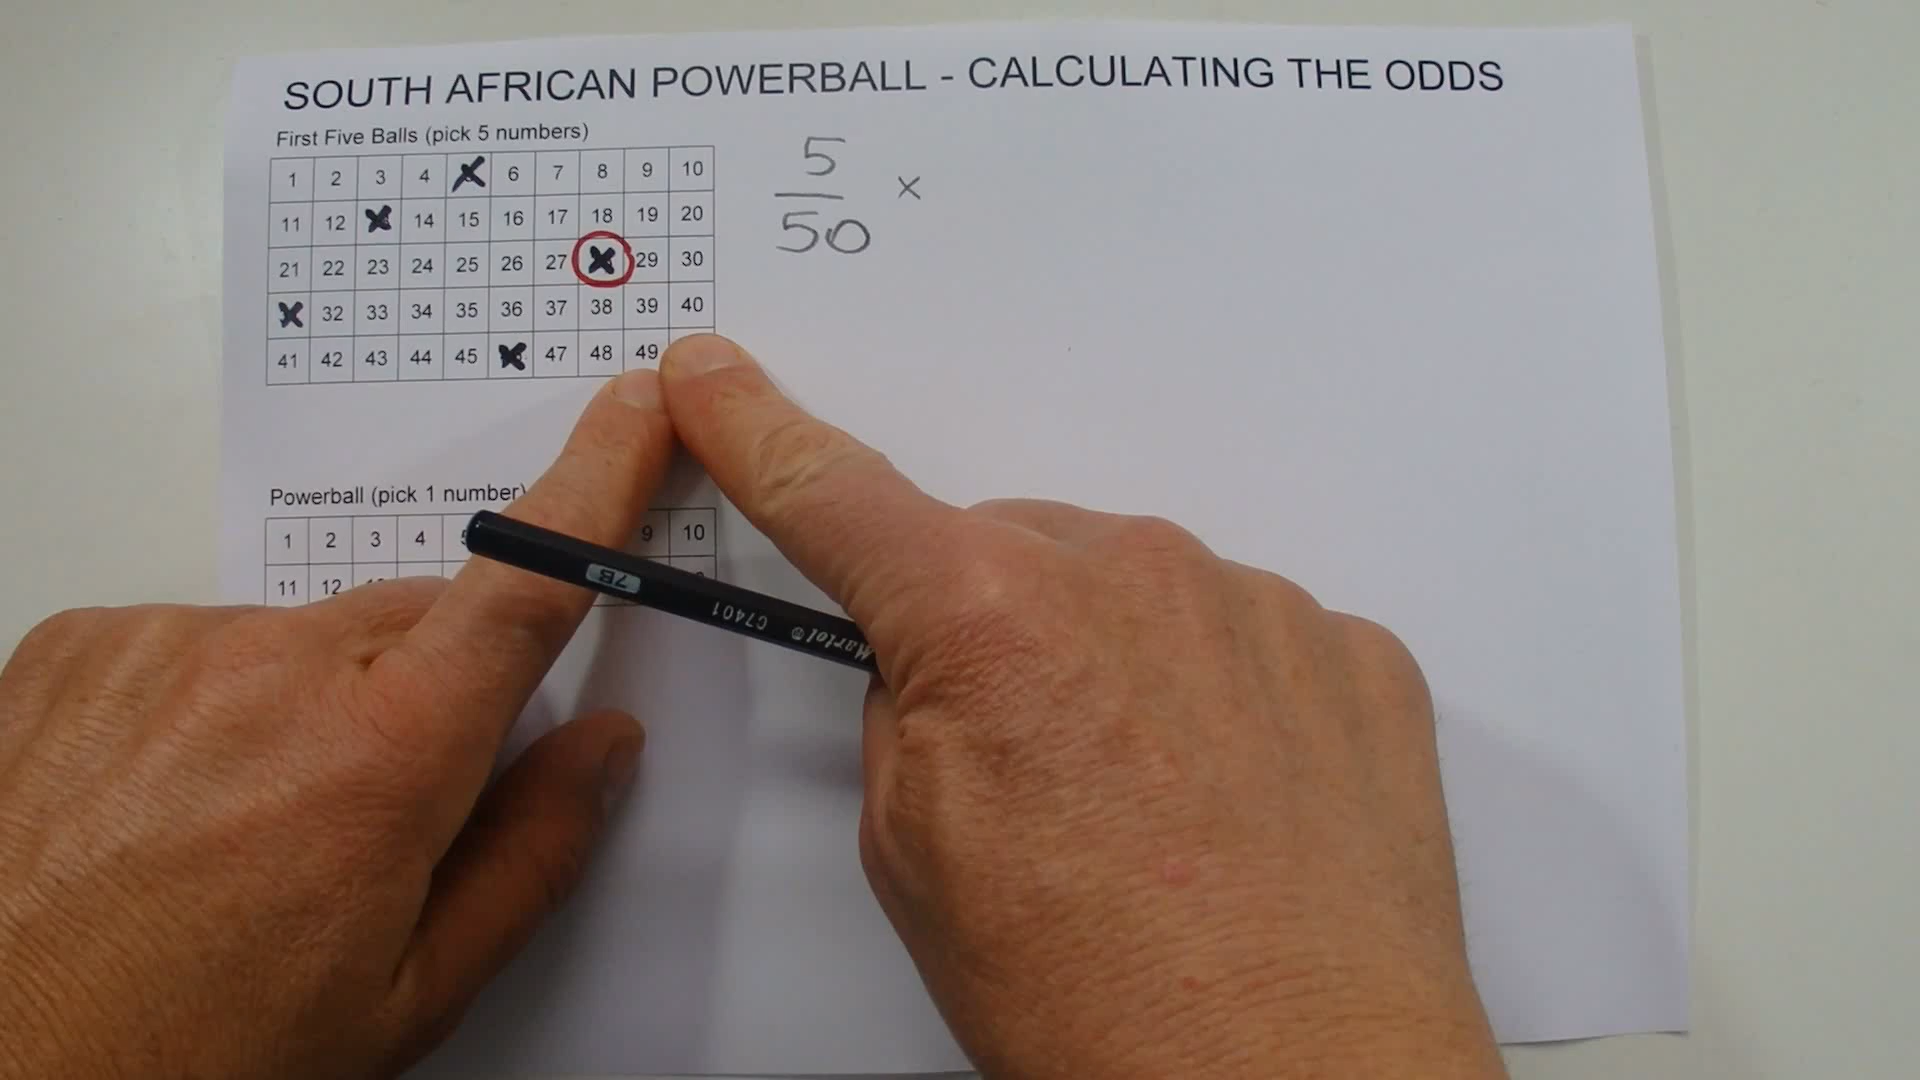 SOUTH AFRICAN POWERBALL - CALCULATING THE ODDS
First Five Balls (pick 5 numbers)
1 2 3 4 6 7 8 9 10
11 12 14 15 16 17 18 19 20
21 22 23 24 25 26 27 29 30
32 33 34 35 36 37 38 39 40
41 42 43 44 45 47 48 49
5
50
×
Powerball (pick 1 number)
1 2 3 4 5 9 10
11 12
7B
C7401
Martol®